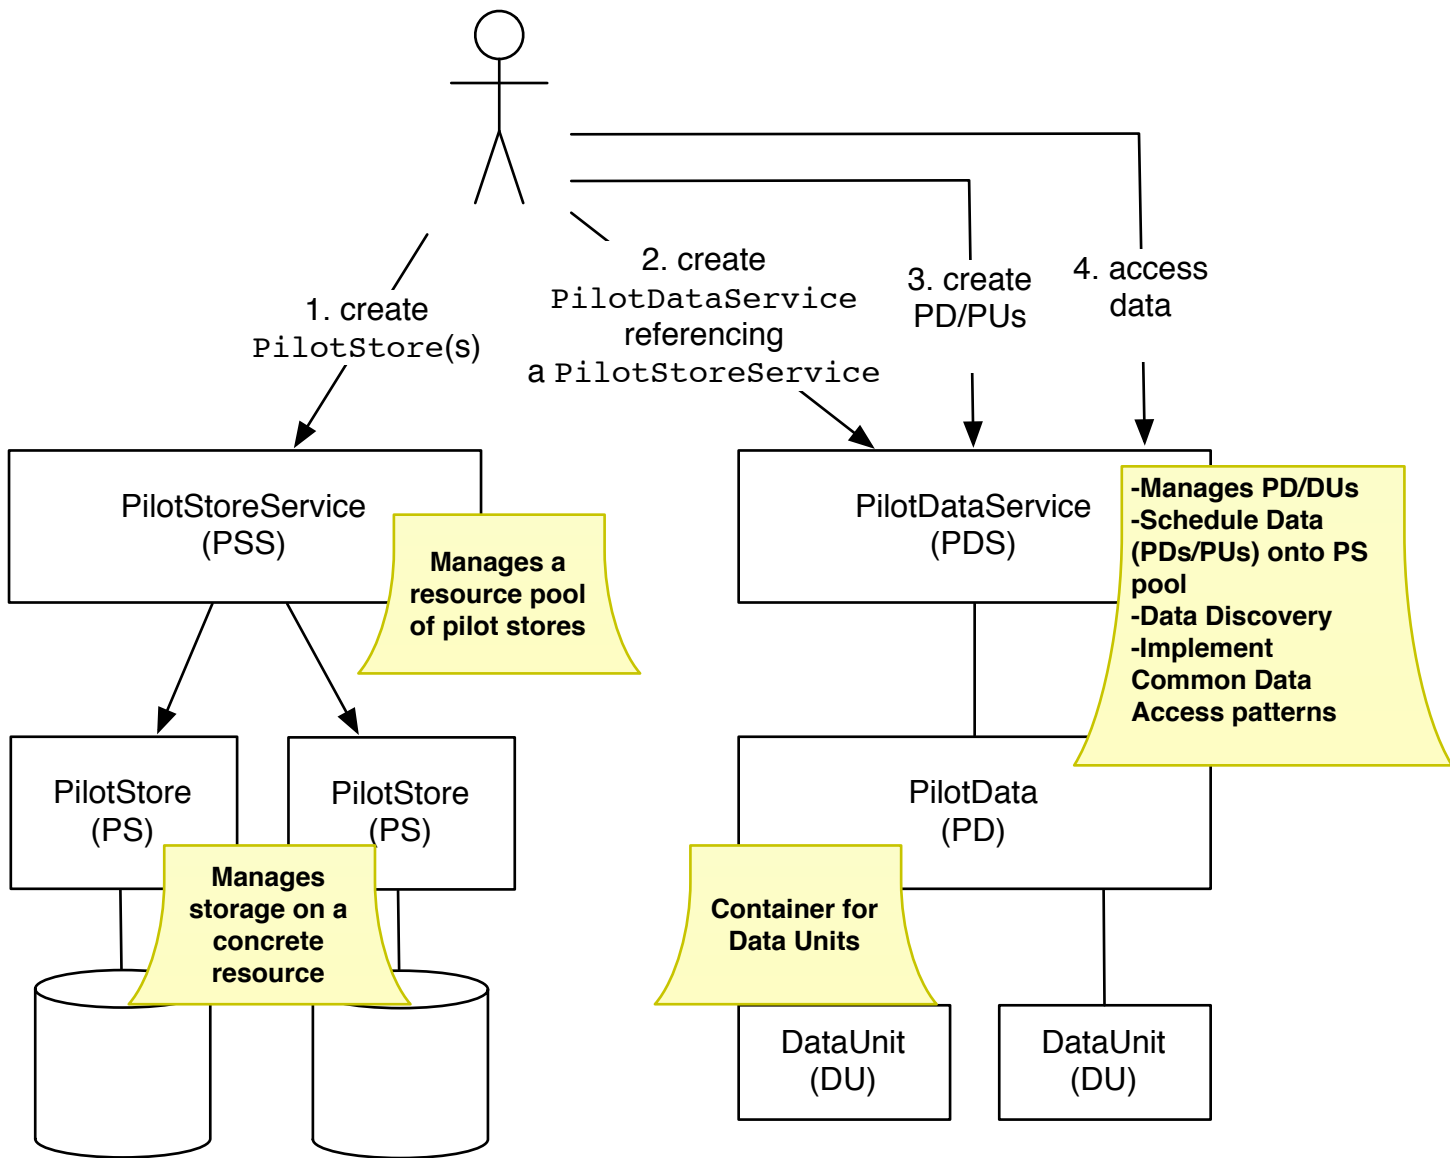 1. create
PilotStore(s)
2. create
PilotDataService
referencing
a PilotStoreService
3. create
PD/PUs
4. access
data
PilotStoreService
(PSS)
Manages a
resource pool
of pilot stores
PilotDataService
(PDS)
-Manages PD/DUs
-Schedule Data
(PDs/PUs) onto PS
pool
-Data Discovery
-Implement
Common Data
Access patterns
PilotStore
(PS)
PilotStore
(PS)
Manages
storage on a
concrete
resource
PilotData
(PD)
Container for
Data Units
DataUnit
(DU)
DataUnit
(DU)